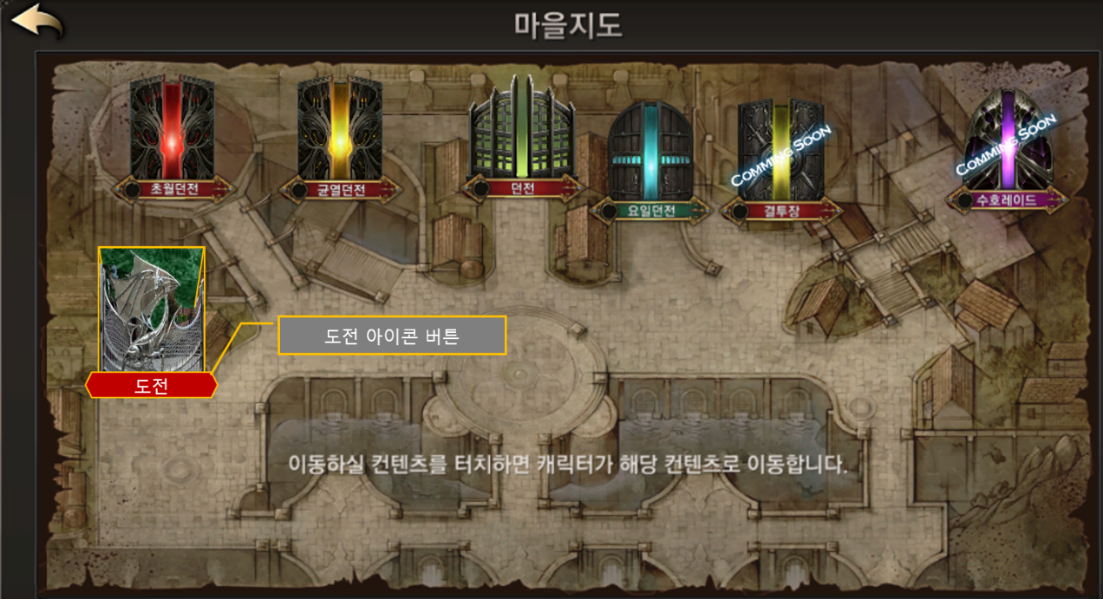 마을지도
초월던전
균열던전
던전
요일던전
COMMING SOON
결투장
COMMING SOON
수호레이드
도전 아이콘 버튼
도전
이동하실 컨텐츠를 터치하면 캐릭터가 해당 컨텐츠로 이동합니다.